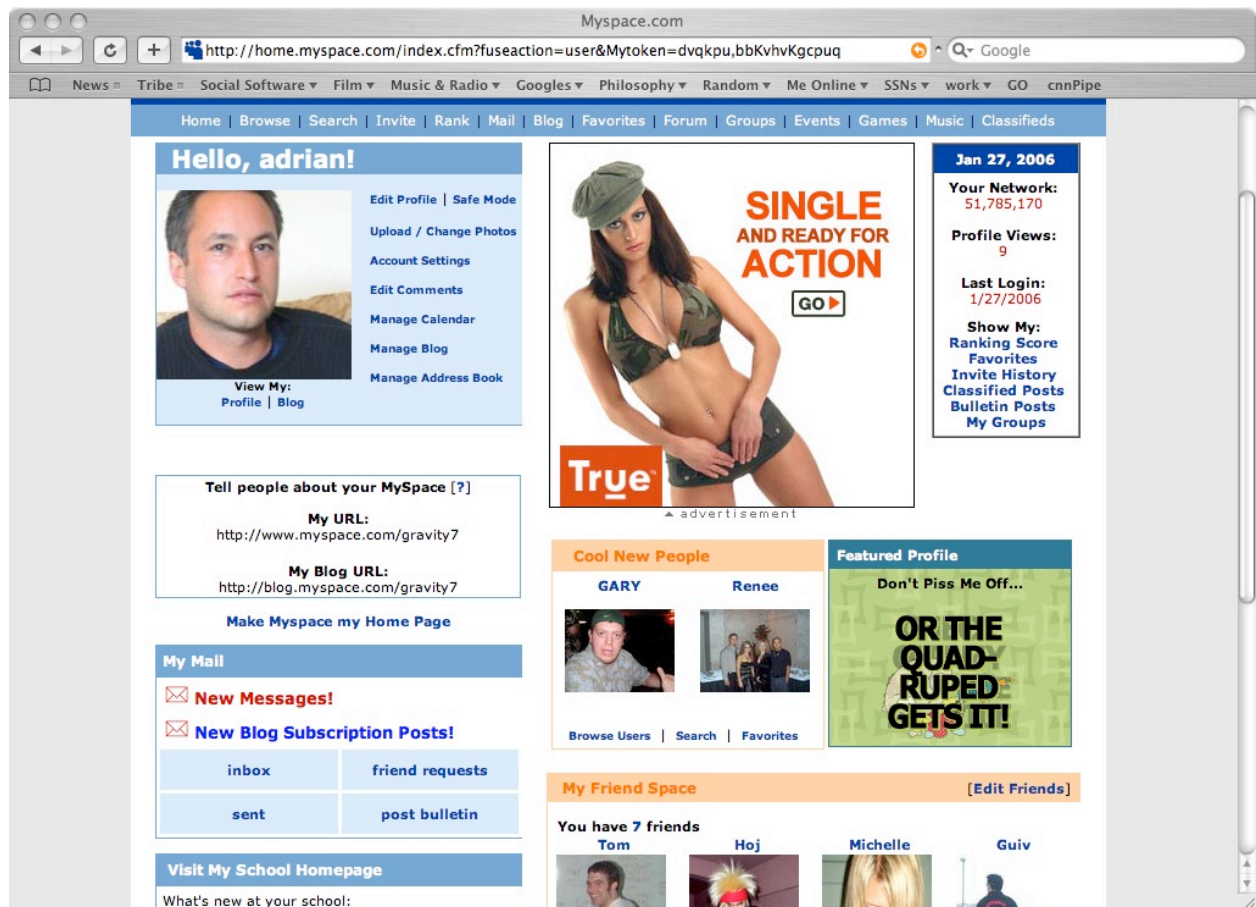 Myspace.com
http://home.myspace.com/index.cfm?fuseaction=user&Mytoken=dvqkpu,bbKvhvKgcpuq
Google
News Tribe Social Software Film Music & Radio Googles Philosophy Random Me Online SSNs work GO cnnPipe
Home | Browse | Search | Invite | Rank | Mail | Blog | Favorites | Forum | Groups | Events | Games | Music | Classifieds
Hello, adrian!
Edit Profile | Safe Mode
Upload / Change Photos
Account Settings
Edit Comments
Manage Calendar
Manage Blog
Manage Address Book
View My:
Profile | Blog
SINGLE
AND READY FOR
ACTION
GO
True
advertisement
Jan 27, 2006
Your Network:
51,785,170
Profile Views:
9
Last Login:
1/27/2006
Show My:
Ranking Score
Favorites
Invite History
Classified Posts
Bulletin Posts
My Groups
Tell people about your MySpace [?]
My URL:
http://www.myspace.com/gravity7
My Blog URL:
http://blog.myspace.com/gravity7
Make Myspace my Home Page
My Mail
New Messages!
New Blog Subscription Posts!
inbox friend requests
sent post bulletin
Visit My School Homepage
What's new at your school:
Cool New People
GARY Renee
Browse Users | Search | Favorites
Featured Profile
Don't Piss Me Off...
OR THE
QUAD-
RUPED
GETS IT!
My Friend Space [Edit Friends]
You have 7 friends
Tom Hoj Michelle Guiv